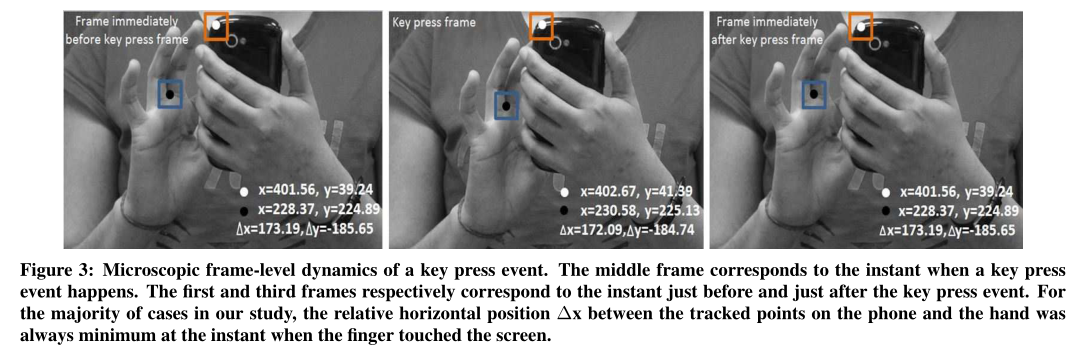 Frame immediately
before key press frame
x=401.56, y=39.24
x=228.37, y=224.89
Δx=173.19,Δy=-185.65
Key press frame
x=402.67, y=41.39
x=230.58, y=225.13
Δx=172.09,Δy=-184.74
Frame immediately
after key press frame
x=401.56, y=39.24
x=228.37, y=224.89
Δx=173.19,Δy=-185.65
Figure 3: Microscopic frame-level dynamics of a key press event. The middle frame corresponds to the instant when a key press
event happens. The first and third frames respectively correspond to the instant just before and just after the key press event. For
the majority of cases in our study, the relative horizontal position Δx between the tracked points on the phone and the hand was
always minimum at the instant when the finger touched the screen.